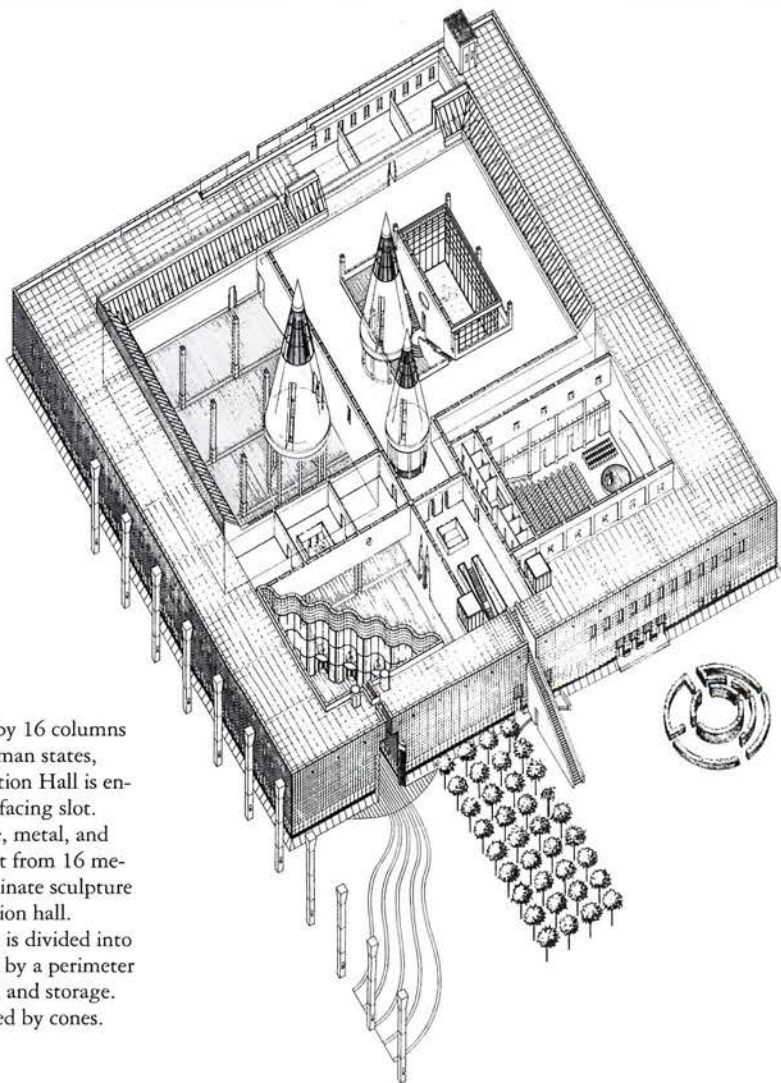 by 16 columns
man states,
tion Hall is en-
facing slot.
e, metal, and
t from 16 me-
inate sculpture
ion hall.
is divided into
by a perimeter
and storage.
ed by cones.